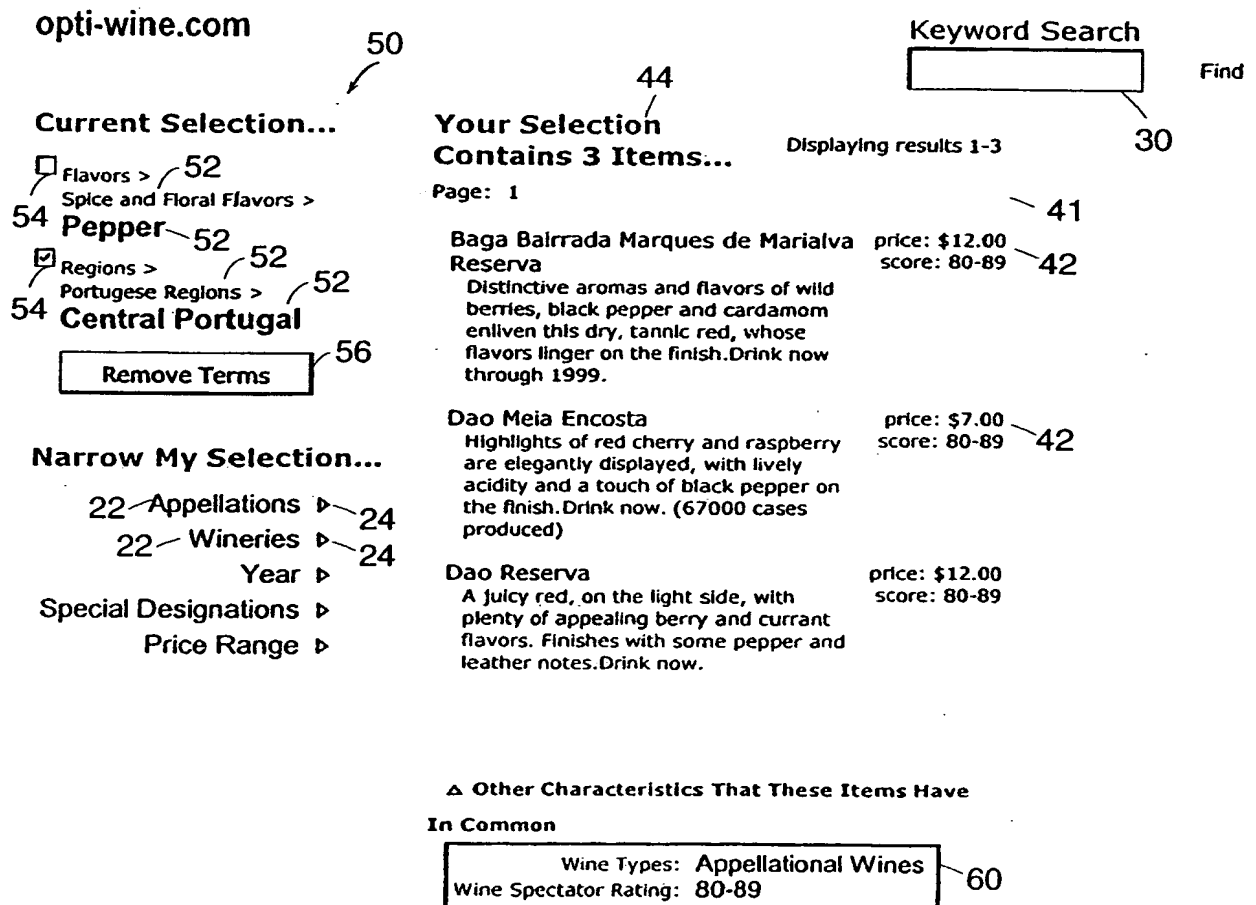 opti-wine.com
50
Keyword Search
Find
30
Current Selection...
Flavors > 52
Spice and Floral Flavors >
54 Pepper 52
Regions > 52
Portugese Regions > 52
54 Central Portugal
Remove Terms 56
Narrow My Selection...
22 Appellations 24
22 Wineries 24
Year
Special Designations
Price Range
44
Your Selection
Contains 3 Items...
Displaying results 1-3
Page: 1
41
Baga Bairrada Marques de Marialva price: $12.00
Reserva score: 80-89 42
Distinctive aromas and flavors of wild
berries, black pepper and cardamom
enliven this dry, tannic red, whose
flavors linger on the finish.Drink now
through 1999.
Dao Meia Encosta price: $7.00
score: 80-89 42
Highlights of red cherry and raspberry
are elegantly displayed, with lively
acidity and a touch of black pepper on
the finish.Drink now. (67000 cases
produced)
Dao Reserva price: $12.00
score: 80-89
A juicy red, on the light side, with
plenty of appealing berry and currant
flavors. Finishes with some pepper and
leather notes.Drink now.
Other Characteristics That These Items Have
In Common
Wine Types: Appellational Wines
Wine Spectator Rating: 80-89
60